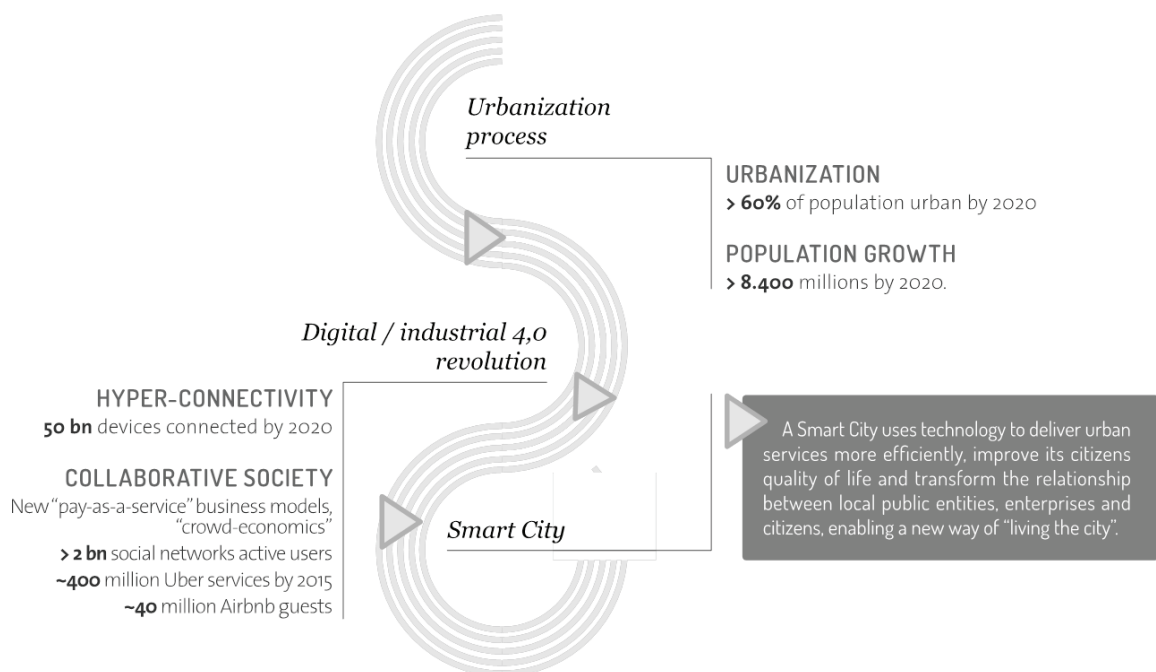 Urbanization
process
URBANIZATION
> 60% of population urban by 2020
POPULATION GROWTH
> 8.400 millions by 2020.
Digital / industrial 4,0
revolution
HYPER-CONNECTIVITY
50 bn devices connected by 2020
COLLABORATIVE SOCIETY
New “pay-as-a-service” business models,
“crowd-economics”
> 2 bn social networks active users
~400 million Uber services by 2015
~40 million Airbnb guests
Smart City
A Smart City uses technology to deliver urban
services more efficiently, improve its citizens
quality of life and transform the relationship
between local public entities, enterprises and
citizens, enabling a new way of “living the city”.